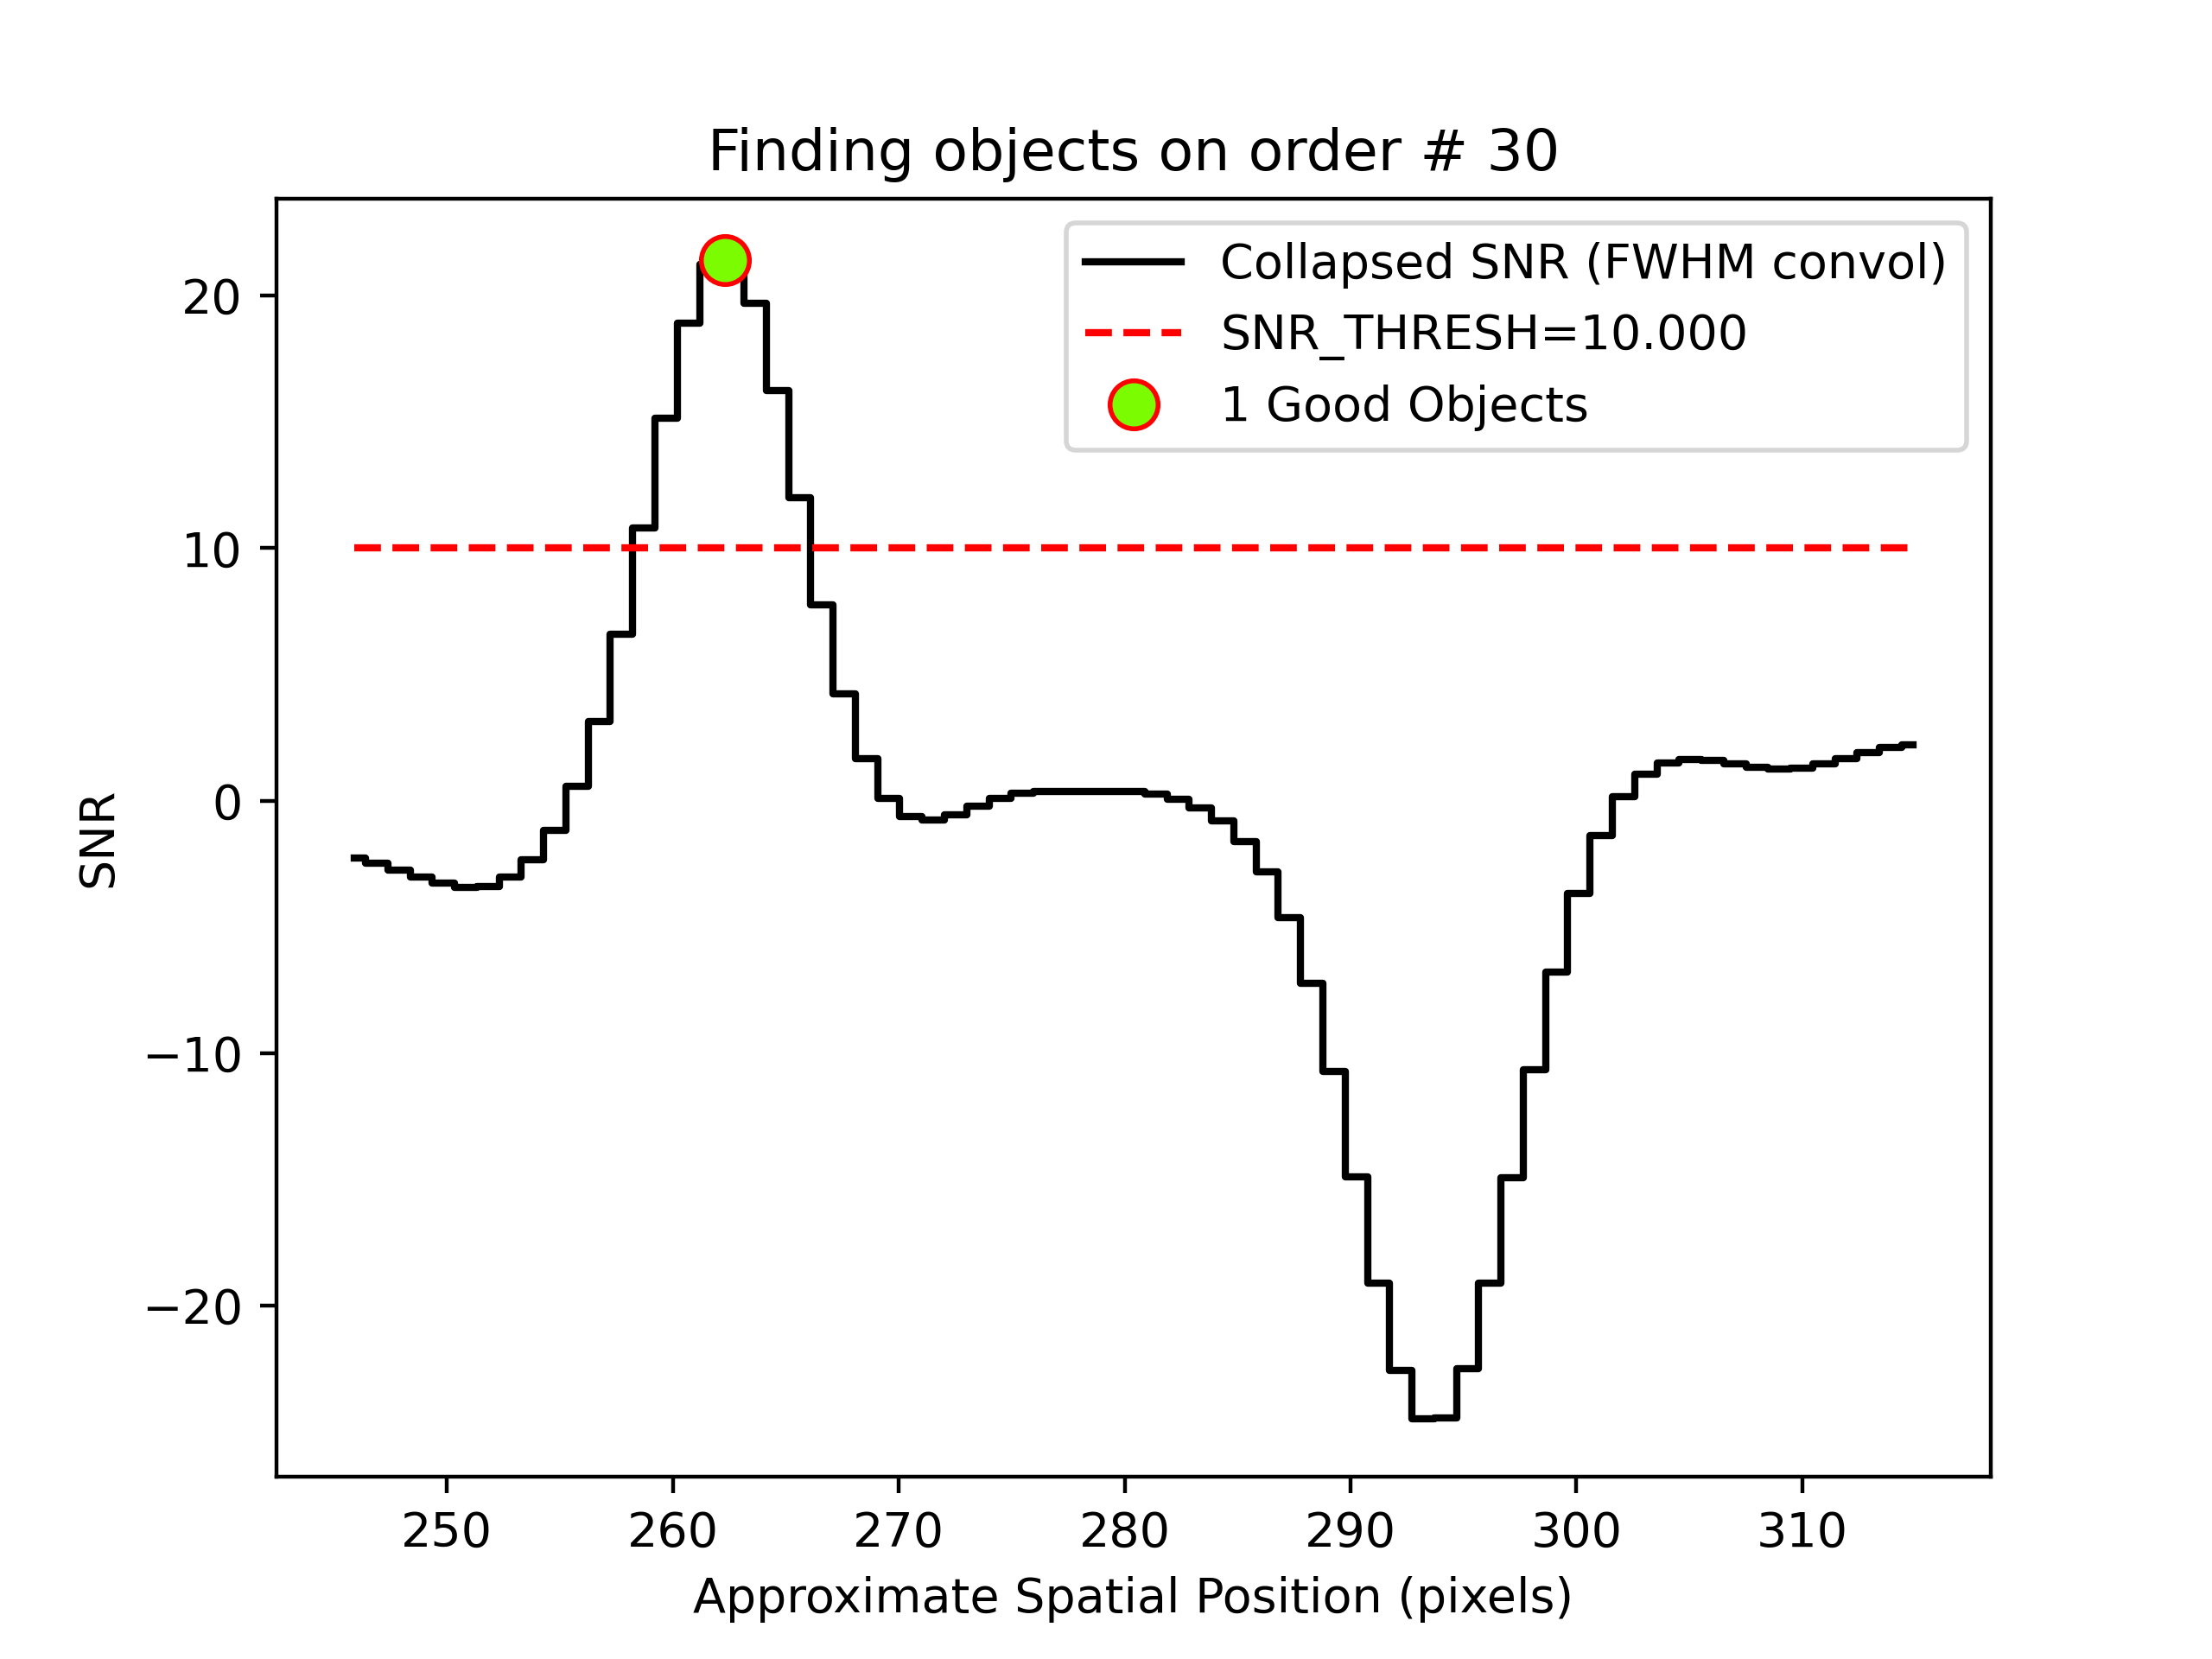 Finding objects on order # 30
Collapsed SNR (FWHM convol)
SNR_THRESH=10.000
1 Good Objects
20
10
0
−10
−20
SNR
250 260 270 280 290 300 310
Approximate Spatial Position (pixels)